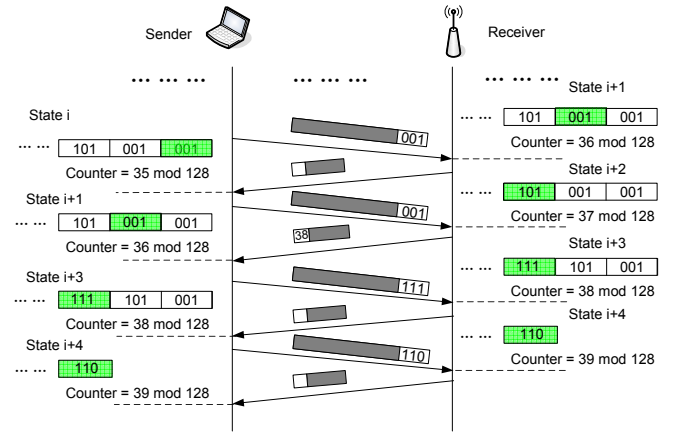 Sender
Receiver
... ... ...
... ... ...
... ... ...
State i
... ... 101 001 001
Counter = 35 mod 128
State i+1
... ... 101 001 001
Counter = 36 mod 128
State i+3
... ... 111 101 001
Counter = 38 mod 128
State i+4
... ... 110
Counter = 39 mod 128
001
001
38
111
110
State i+1
... ... 101 001 001
Counter = 36 mod 128
State i+2
... ... 101 001 001
Counter = 37 mod 128
State i+3
... ... 111 101 001
Counter = 38 mod 128
State i+4
... ... 110
Counter = 39 mod 128